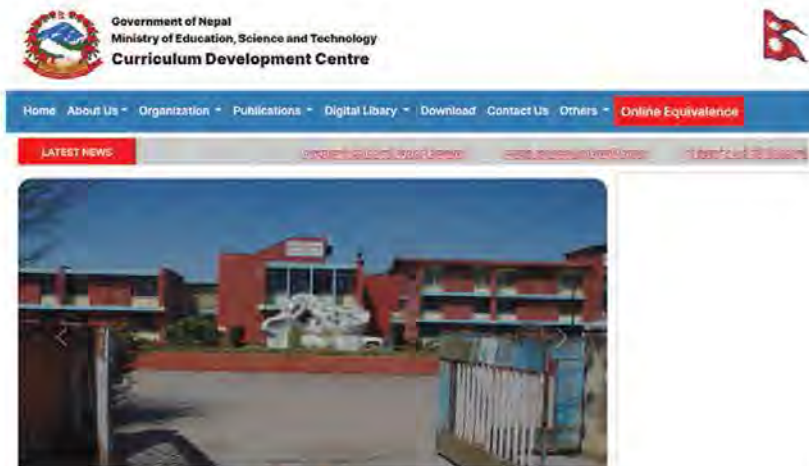 Government of Nepal
Ministry of Education, Science and Technology
Curriculum Development Centre
Home About Us Organization Publications Digital Libary Download Contact Us Others Online Equivalence
LATEST NEWS